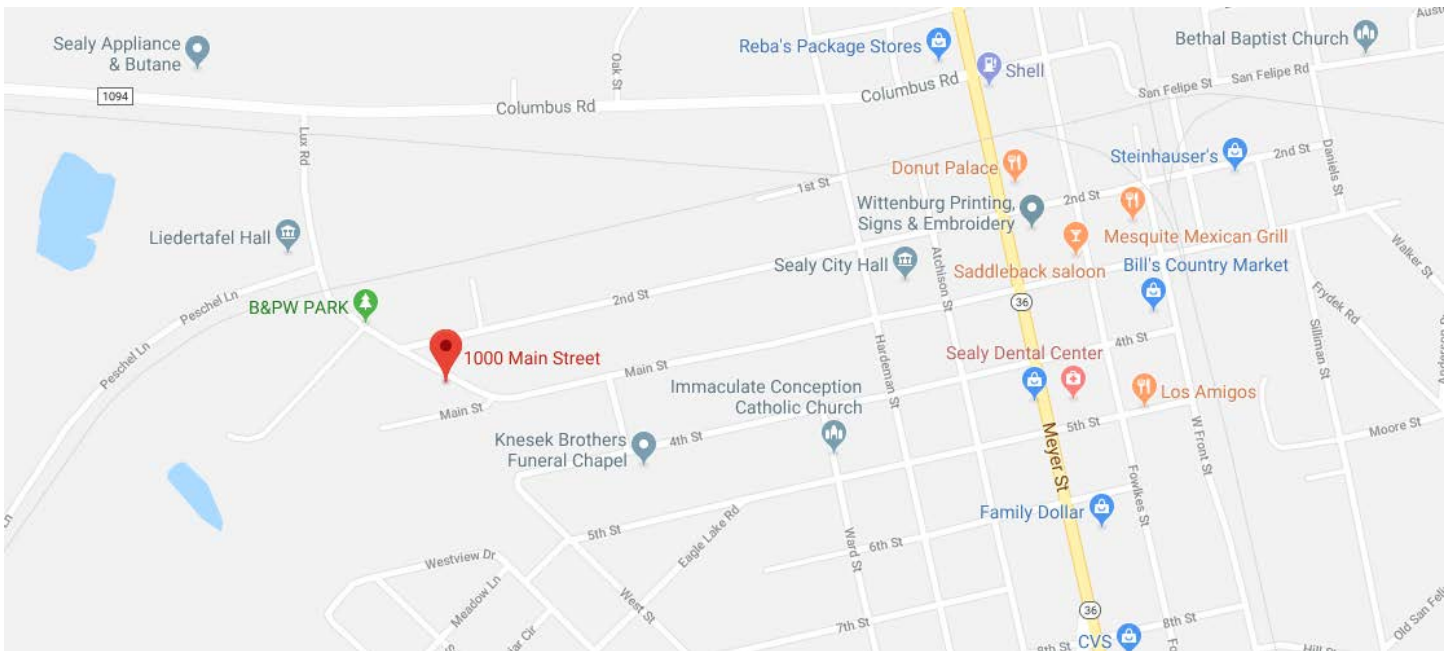 Sealy Appliance
& Butane
Oak St
Reba's Package Stores
Shell
Bethal Baptist Church
1094
Columbus Rd
Columbus Rd
San Felipe St
San Felipe Rd
Lux Rd
Steinhauser's
2nd St
Daniels St
Donut Palace
1st St
2nd St
Wittenburg Printing,
Signs & Embroidery
Mesquite Mexican Grill
Liedertafel Hall
Sealy City Hall
Atchison St
Saddleback saloon
Bill's Country Market
Walker St
Peschel Ln
B&PW PARK
2nd St
36
Frydek Rd
Peschel Ln
1000 Main Street
Main St
Hardeman St
Sealy Dental Center
4th St
Silliman St
Main St
Immaculate Conception
Catholic Church
Los Amigos
Knesek Brothers
Funeral Chapel
4th St
5th St
W Front St
Moore St
Meyer St
Fowlkes St
Family Dollar
5th St
Eagle Lake Rd
Ward St
6th St
Westview Dr
Meadow Ln
West St
7th St
36
8th St
8th St
CVS